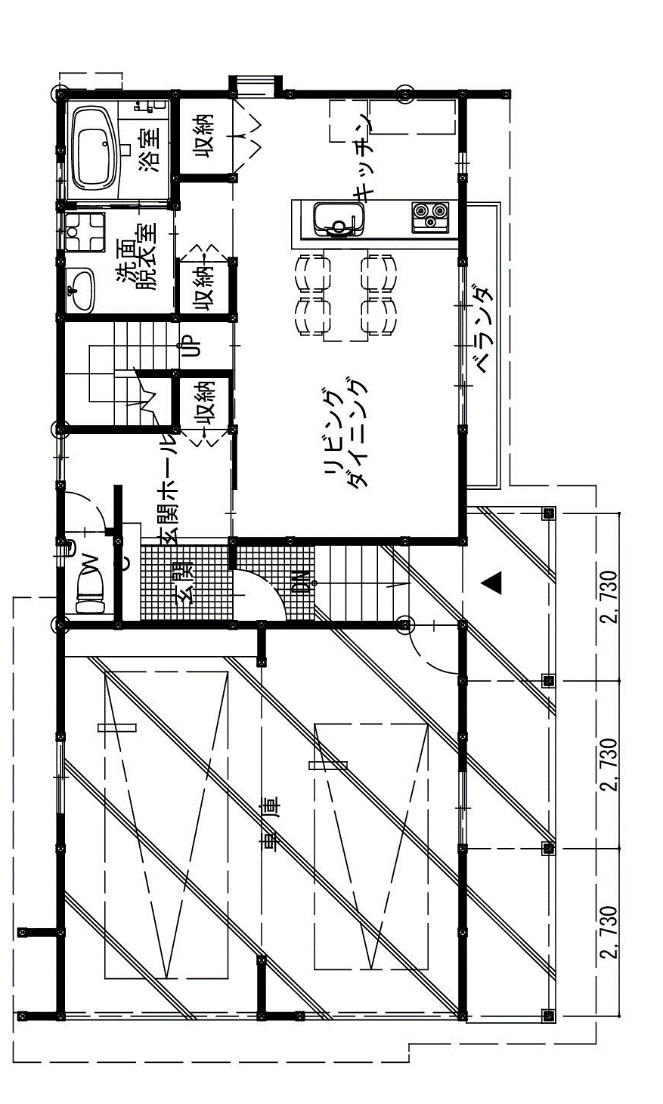 浴室
収納
キッチン
洗面
脱衣室
収納
UP
収納
ベランダ
リビング
ダイニング
玄関ホール
玄関
DN
車庫
2,730
2,730
2,730